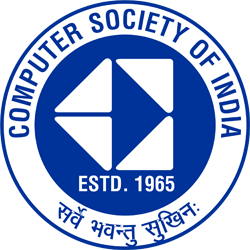 COMPUTER SOCIETY OF INDIA
ESTD. 1965
सर्वे भवन्तु सुखिनः